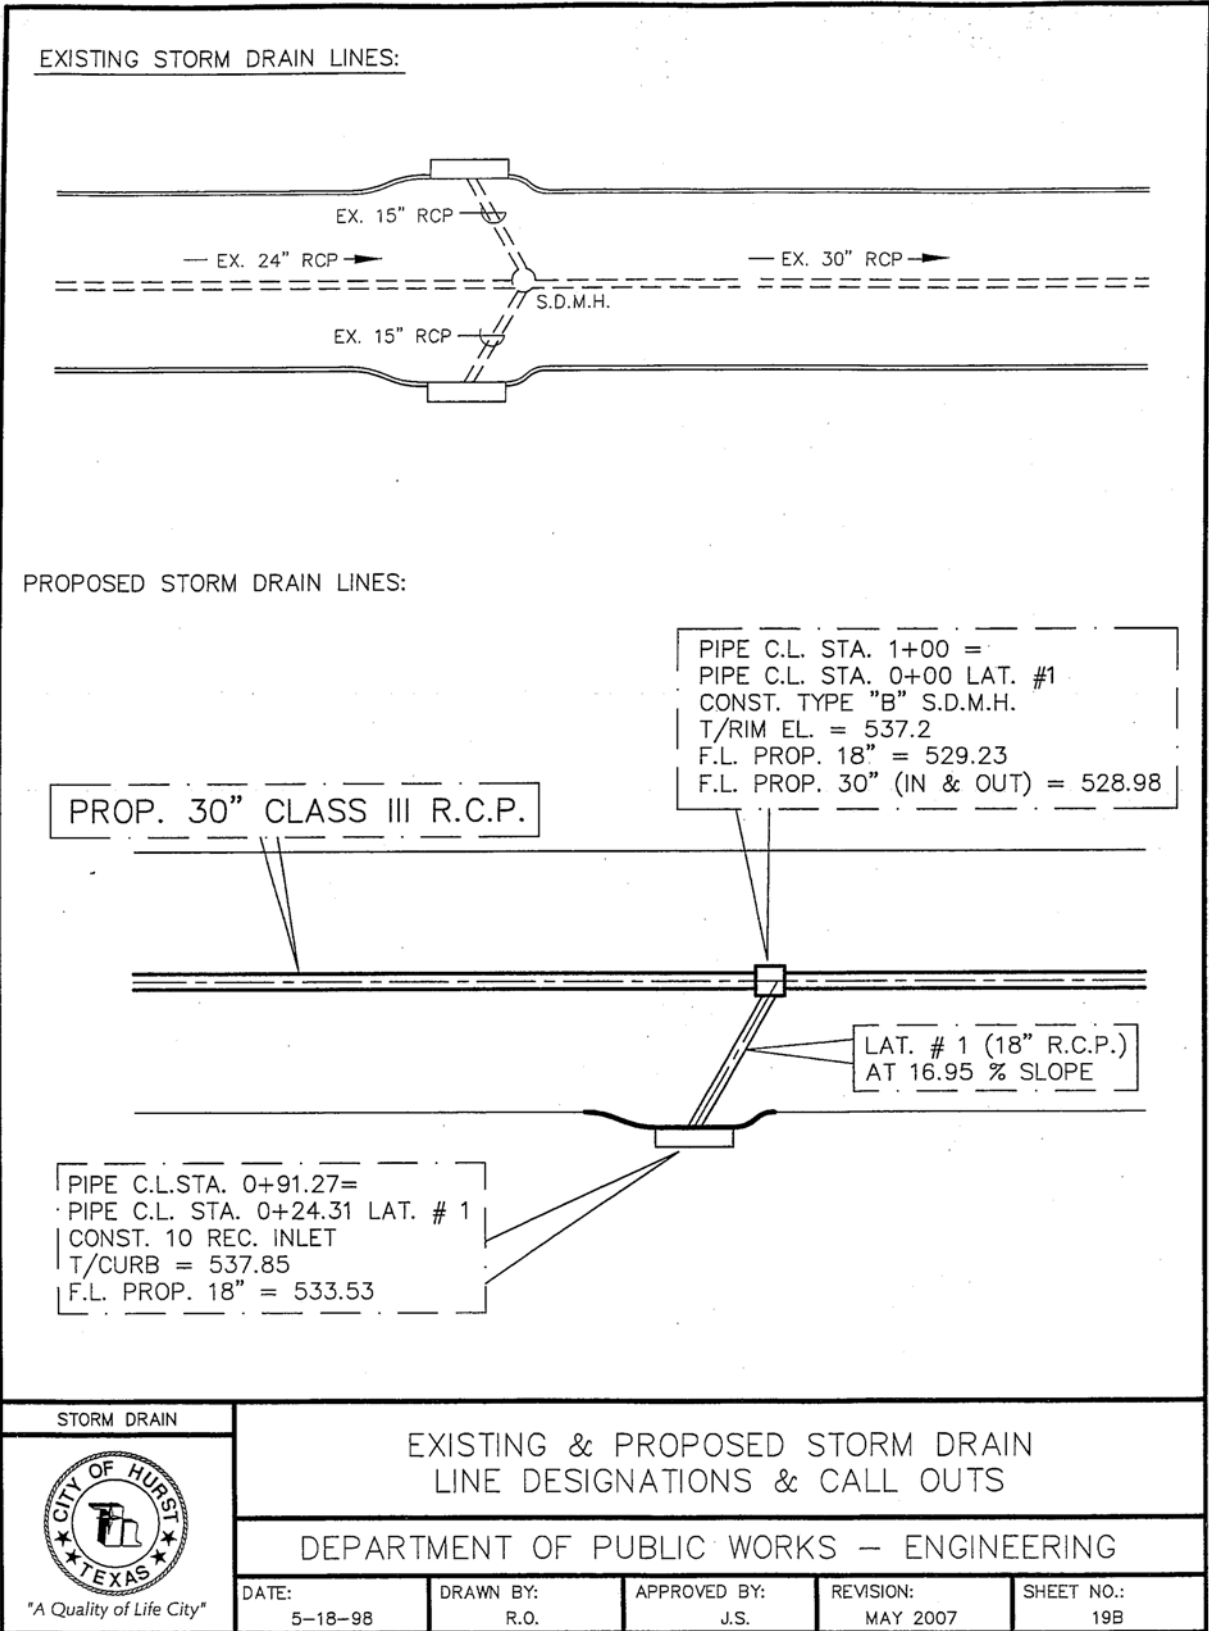 EXISTING STORM DRAIN LINES:
EX. 15" RCP
EX. 24" RCP
EX. 30" RCP
S.D.M.H.
EX. 15" RCP
PROPOSED STORM DRAIN LINES:
PIPE C.L. STA. 1+00 =
PIPE C.L. STA. 0+00 LAT. #1
CONST. TYPE "B" S.D.M.H.
T/RIM EL. = 537.2
F.L. PROP. 18" = 529.23
F.L. PROP. 30" (IN & OUT) = 528.98
PROP. 30" CLASS III R.C.P.
LAT. # 1 (18" R.C.P.)
AT 16.95 % SLOPE
PIPE C.L.STA. 0+91.27=
PIPE C.L. STA. 0+24.31 LAT. # 1
CONST. 10 REC. INLET
T/CURB = 537.85
F.L. PROP. 18" = 533.53
STORM DRAIN
CITY OF HURST
TEXAS
"A Quality of Life City"
EXISTING & PROPOSED STORM DRAIN
LINE DESIGNATIONS & CALL OUTS
DEPARTMENT OF PUBLIC WORKS – ENGINEERING
DATE:
5-18-98
DRAWN BY:
R.O.
APPROVED BY:
J.S.
REVISION:
MAY 2007
SHEET NO.:
19B